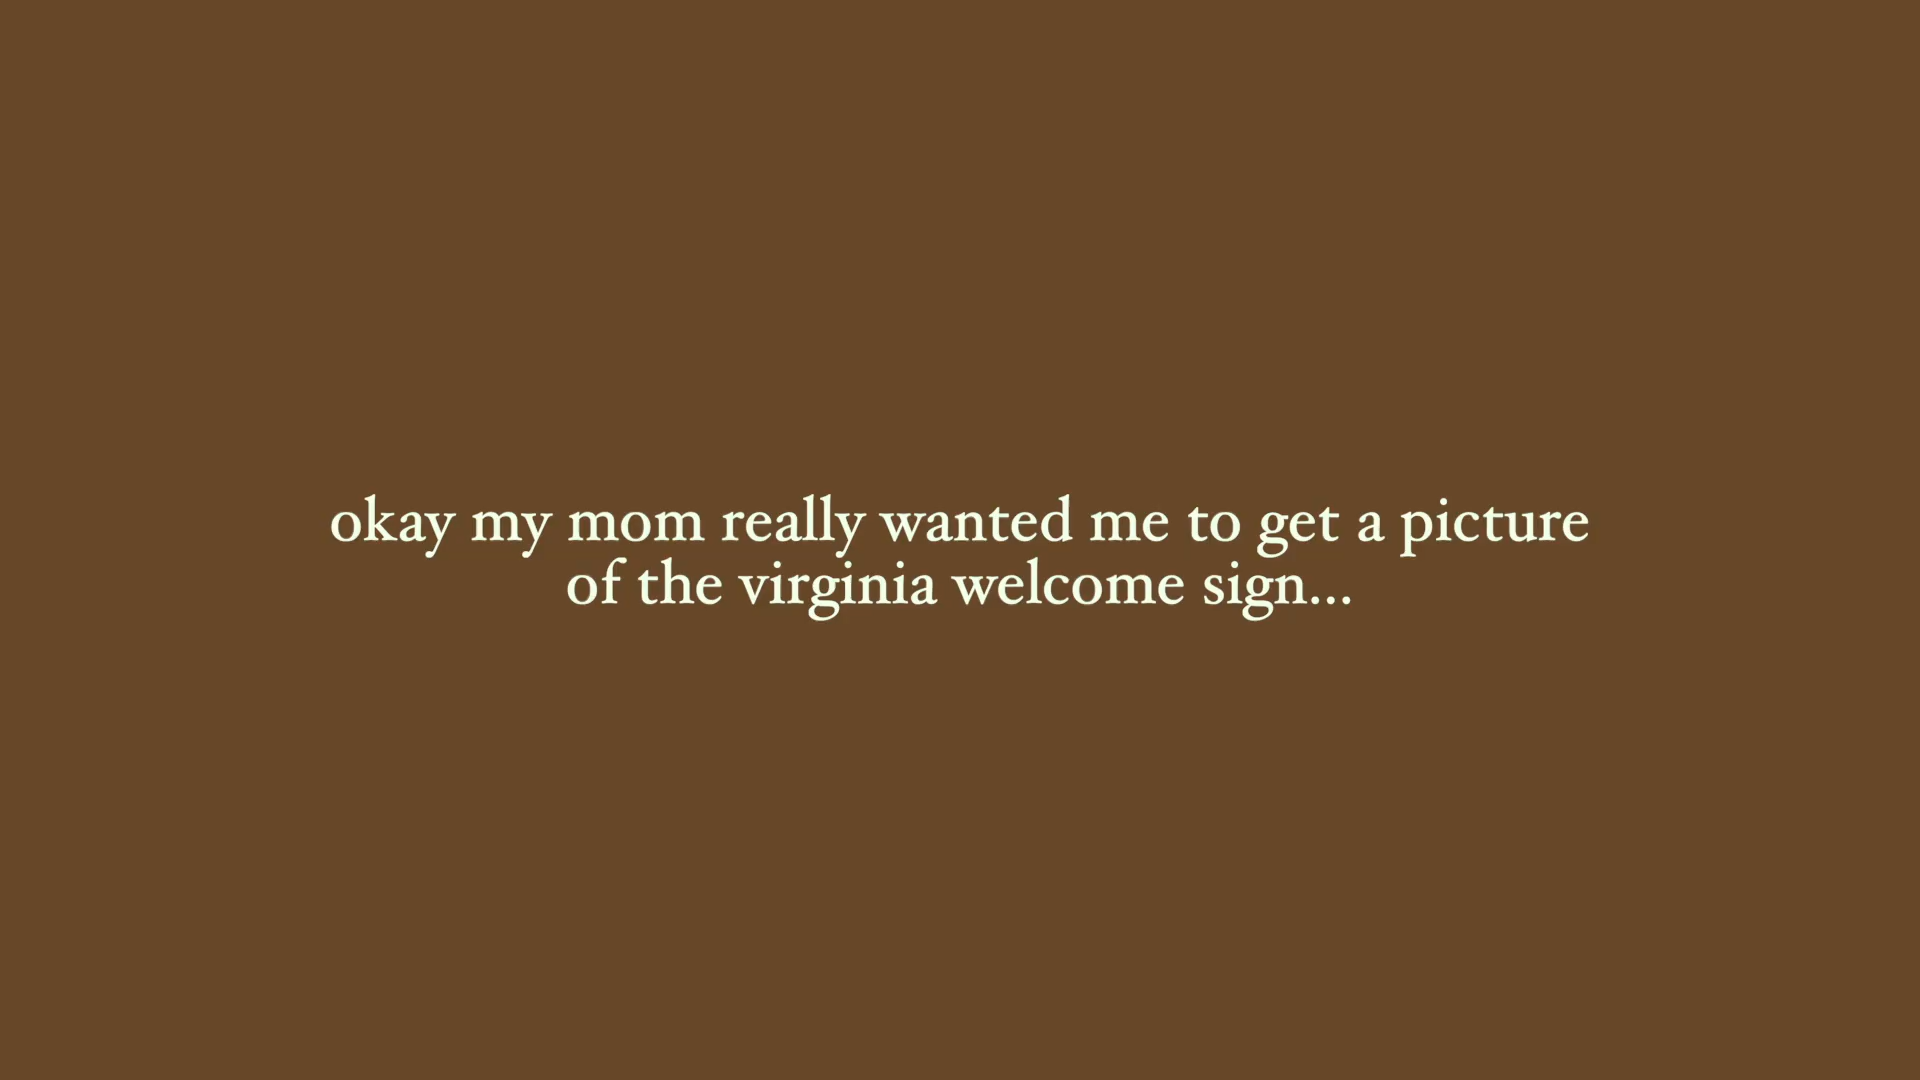 okay my mom really wanted me to get a picture
of the virginia welcome sign...